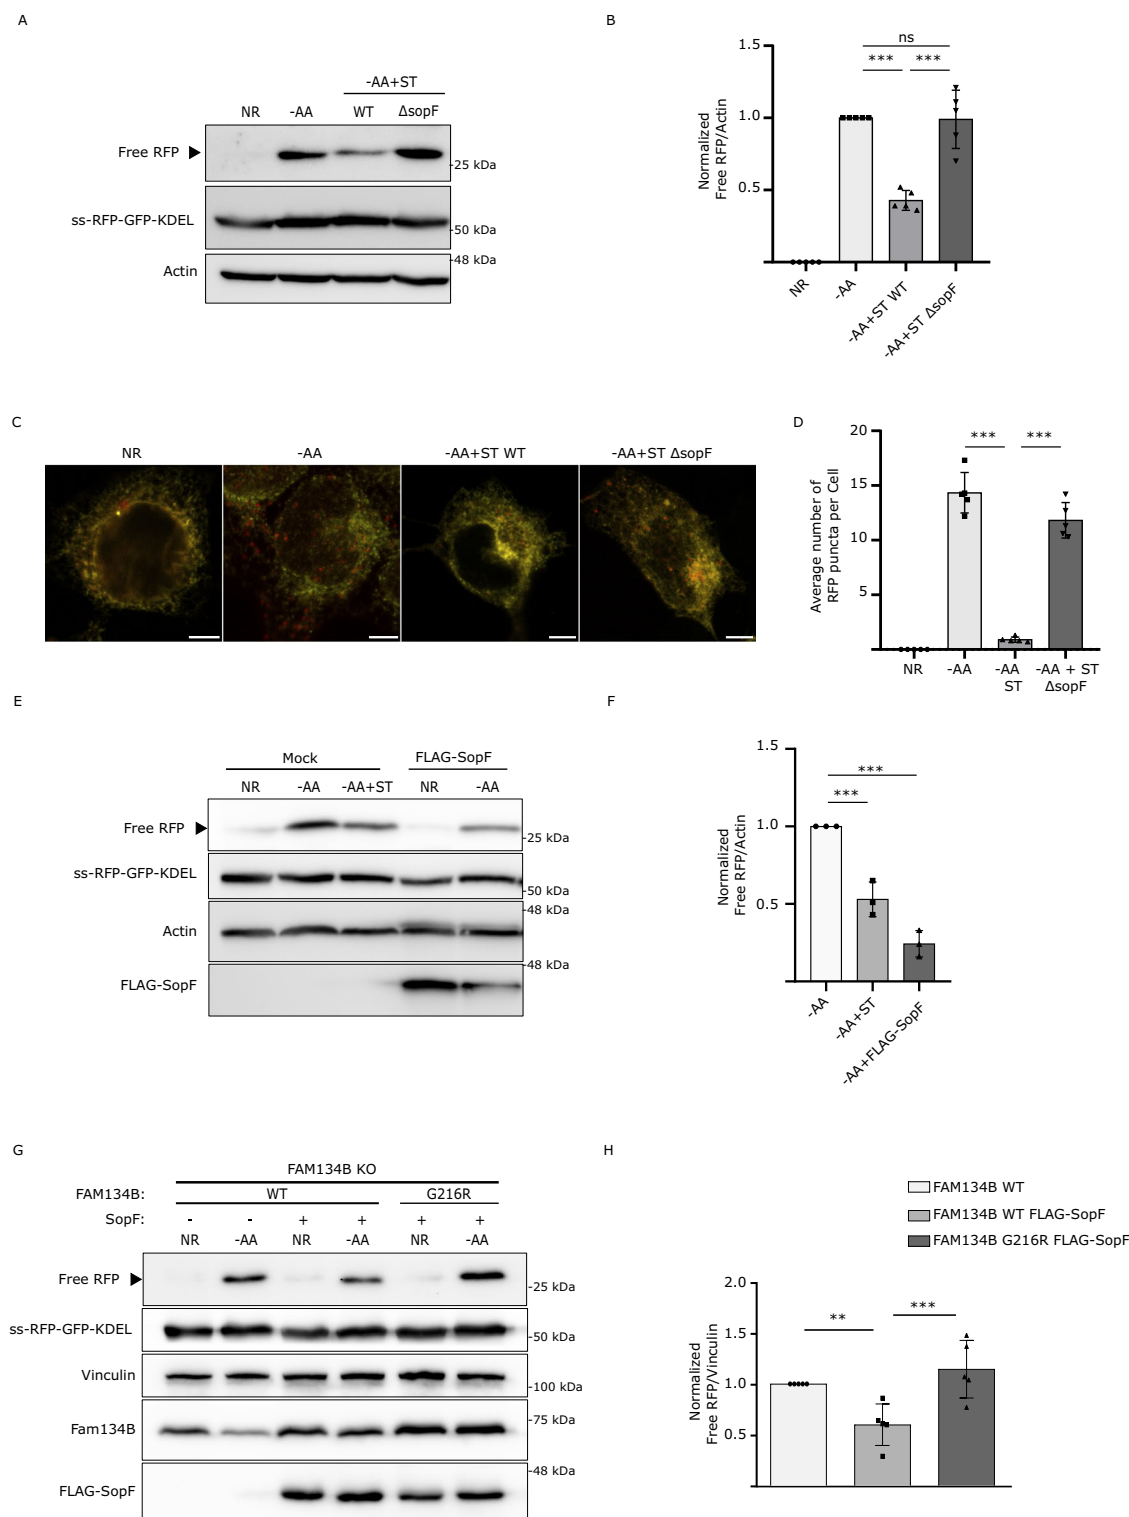 A
-AA+ST
NR -AA WT ΔsopF
Free RFP
-25 kDa
ss-RFP-GFP-KDEL
-50 kDa
-48 kDa
Actin
B
ns
*** ***
Normalized
Free RFP/Actin
1.5
1.0
0.5
NR
-AA
-AA+ST WT
-AA+ST ΔsopF
C
NR -AA -AA+ST WT -AA+ST ΔsopF
D
*** ***
Average number of
RFP puncta per Cell
20
15
10
5
NR -AA -AA ST -AA + ST ΔsopF
E
Mock FLAG-SopF
NR -AA -AA+ST NR -AA
Free RFP
-25 kDa
ss-RFP-GFP-KDEL
-50 kDa
-48 kDa
Actin
-48 kDa
FLAG-SopF
F
***
***
Normalized
Free RFP/Actin
1.5
1.0
0.5
-AA
-AA+ST
-AA+FLAG-SopF
G
FAM134B KO
FAM134B: WT G216R
SopF: - - + + + +
NR -AA NR -AA NR -AA
Free RFP
-25 kDa
ss-RFP-GFP-KDEL
-50 kDa
Vinculin
-100 kDa
-75 kDa
Fam134B
-48 kDa
FLAG-SopF
H
FAM134B WT
FAM134B WT FLAG-SopF
FAM134B G216R FLAG-SopF
** ***
Normalized
Free RFP/Vinculin
2.0
1.5
1.0
0.5